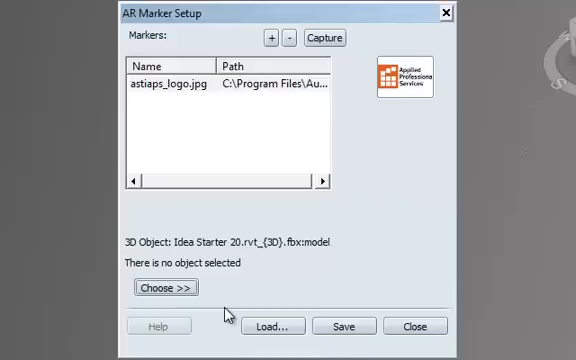 AR Marker Setup
Markers:
+
-
Capture
Name
Path
astiaps_logo.jpg
C:\Program Files\Au...
Applied
Professiona
Services
3D Object: Idea Starter 20.rvt_{3D}.fbx:model
There is no object selected
Choose >>
Help
Load...
Save
Close
S